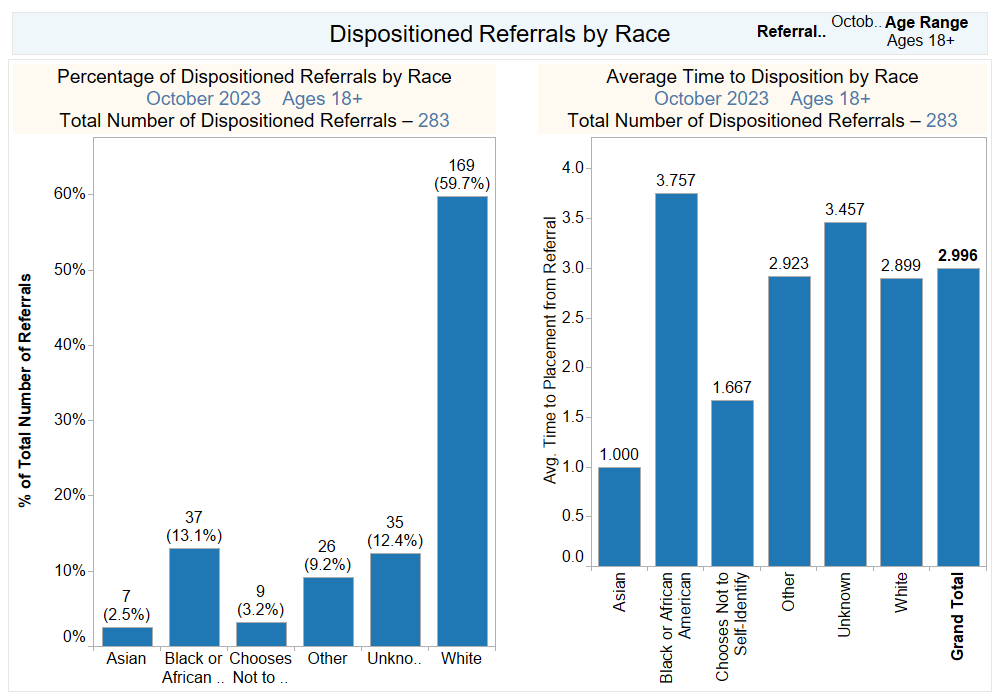 Dispositioned Referrals by Race
Referral..
Octob..
Age Range
Ages 18+
Percentage of Dispositioned Referrals by Race
October 2023 Ages 18+
Total Number of Dispositioned Referrals – 283
% of Total Number of Referrals
60%
50%
40%
30%
20%
10%
0%
7
(2.5%)
37
(13.1%)
9
(3.2%)
26
(9.2%)
35
(12.4%)
169
(59.7%)
Asian
Black or
African ..
Chooses
Not to ..
Other
Unkno..
White
Average Time to Disposition by Race
October 2023 Ages 18+
Total Number of Dispositioned Referrals – 283
Avg. Time to Placement from Referral
4.0
3.5
3.0
2.5
2.0
1.5
1.0
0.5
0.0
1.000
3.757
1.667
2.923
3.457
2.899
2.996
Asian
Black or African
American
Chooses Not to
Self-Identify
Other
Unknown
White
Grand Total